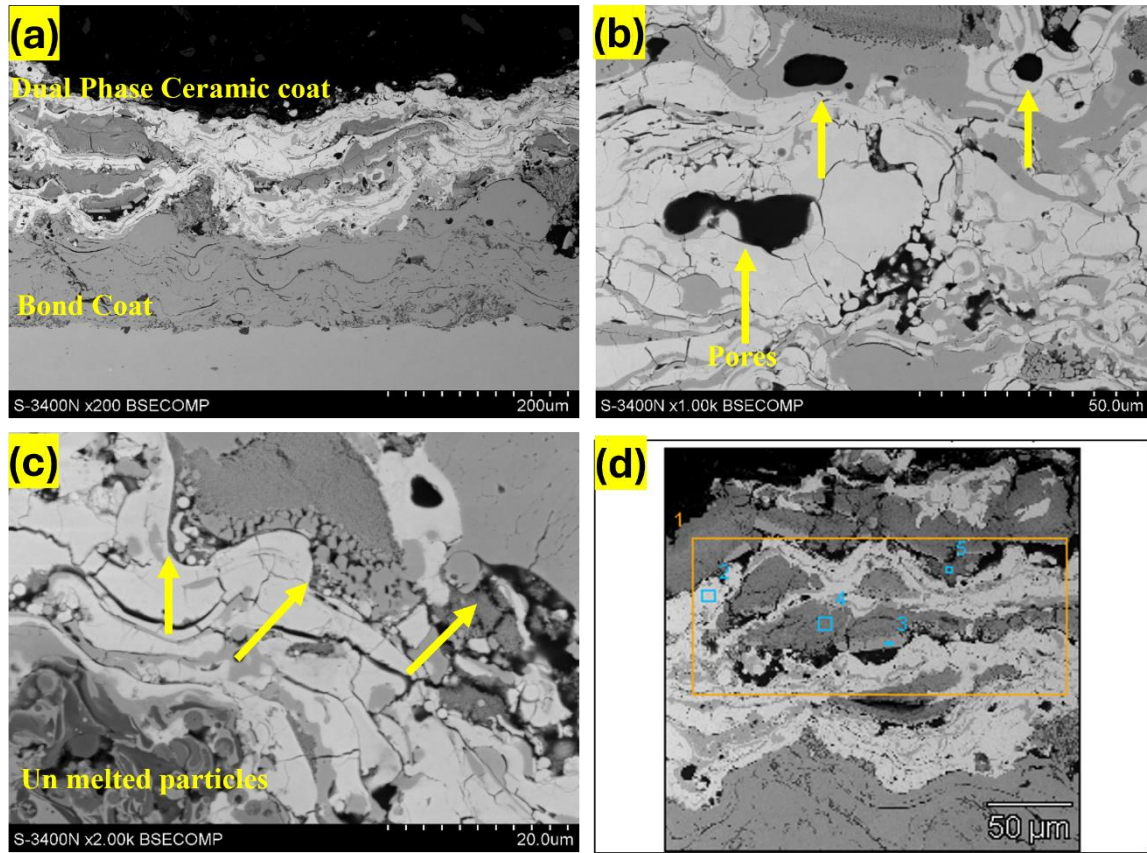 (a)
Dual Phase Ceramic coat
Bond Coat
S-3400N x200 BSECOMP 200um
(b)
Pores
S-3400N x1.00k BSECOMP 50.0um
(c)
Un melted particles
S-3400N x2.00k BSECOMP 20.0um
(d)
1
2
5
4
3
50 μm